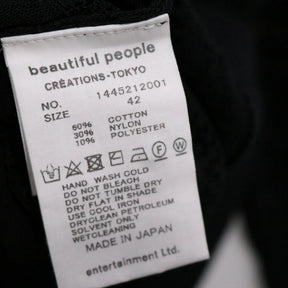 beautiful people
CRÉATIONS-TOKYO
NO. 1445212001
SIZE 42
60% COTTON
30% NYLON
10% POLYESTER
HAND WASH COLD
DO NOT BLEACH
DO NOT TUMBLE DRY
DRY FLAT IN SHADE
USE COOL IRON
DRYCLEAN PETROLEUM
SOLVENT ONLY
WETCLEANING
MADE IN JAPAN
entertainment Ltd.